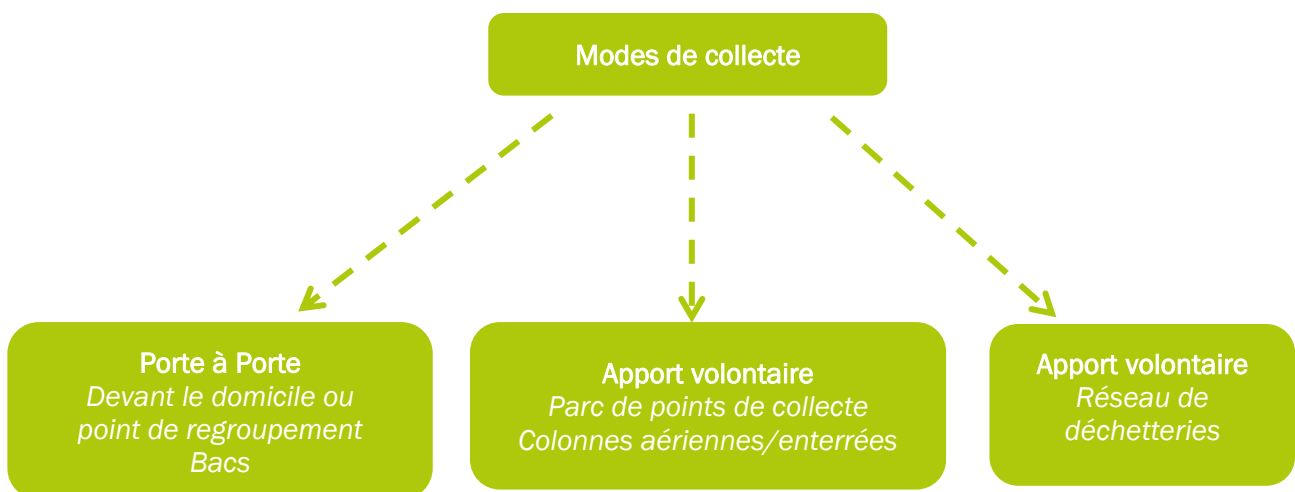 Modes de collecte
Porte à Porte
Devant le domicile ou
point de regroupement
Bacs
Apport volontaire
Parc de points de collecte
Colonnes aériennes/enterrées
Apport volontaire
Réseau de
déchetteries